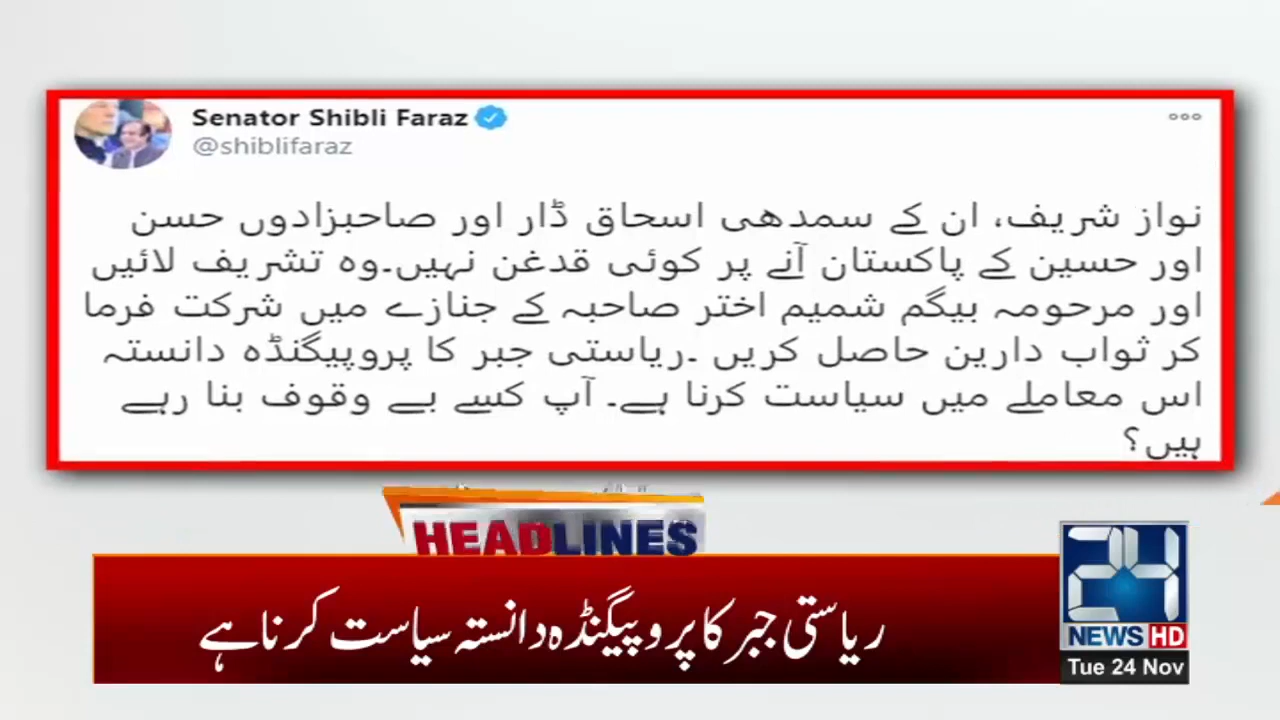 Senator Shibli Faraz
@shiblifaraz
نواز شریف، ان کے سمدھی اسحاق ڈار اور صاحبزادوں حسن
اور حسین کے پاکستان آنے پر کوئی قدغن نہیں۔وہ تشریف لائیں
اور مرحومہ بیگم شمیم اختر صاحبہ کے جنازے میں شرکت فرما
کر ثواب دارین حاصل کریں ۔ریاستی جبر کا پروپیگنڈہ دانستہ
اس معاملے میں سیاست کرنا ہے۔ آپ کسے بے وقوف بنا رہے
ہیں؟
HEADLINES
ریاستی جبر کا پروپیگنڈہ دانستہ سیاست کرنا ہے
24
NEWS HD
Tue 24 Nov